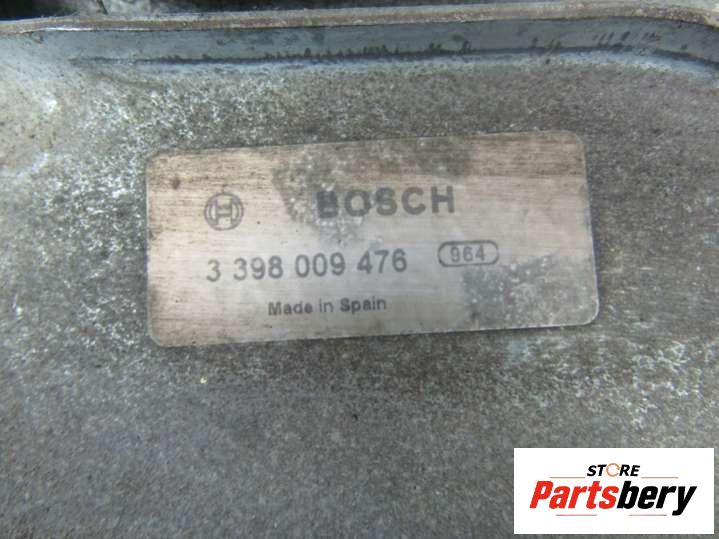 BOSCH
3 398 009 476 964
Made in Spain
STORE
Partsbery